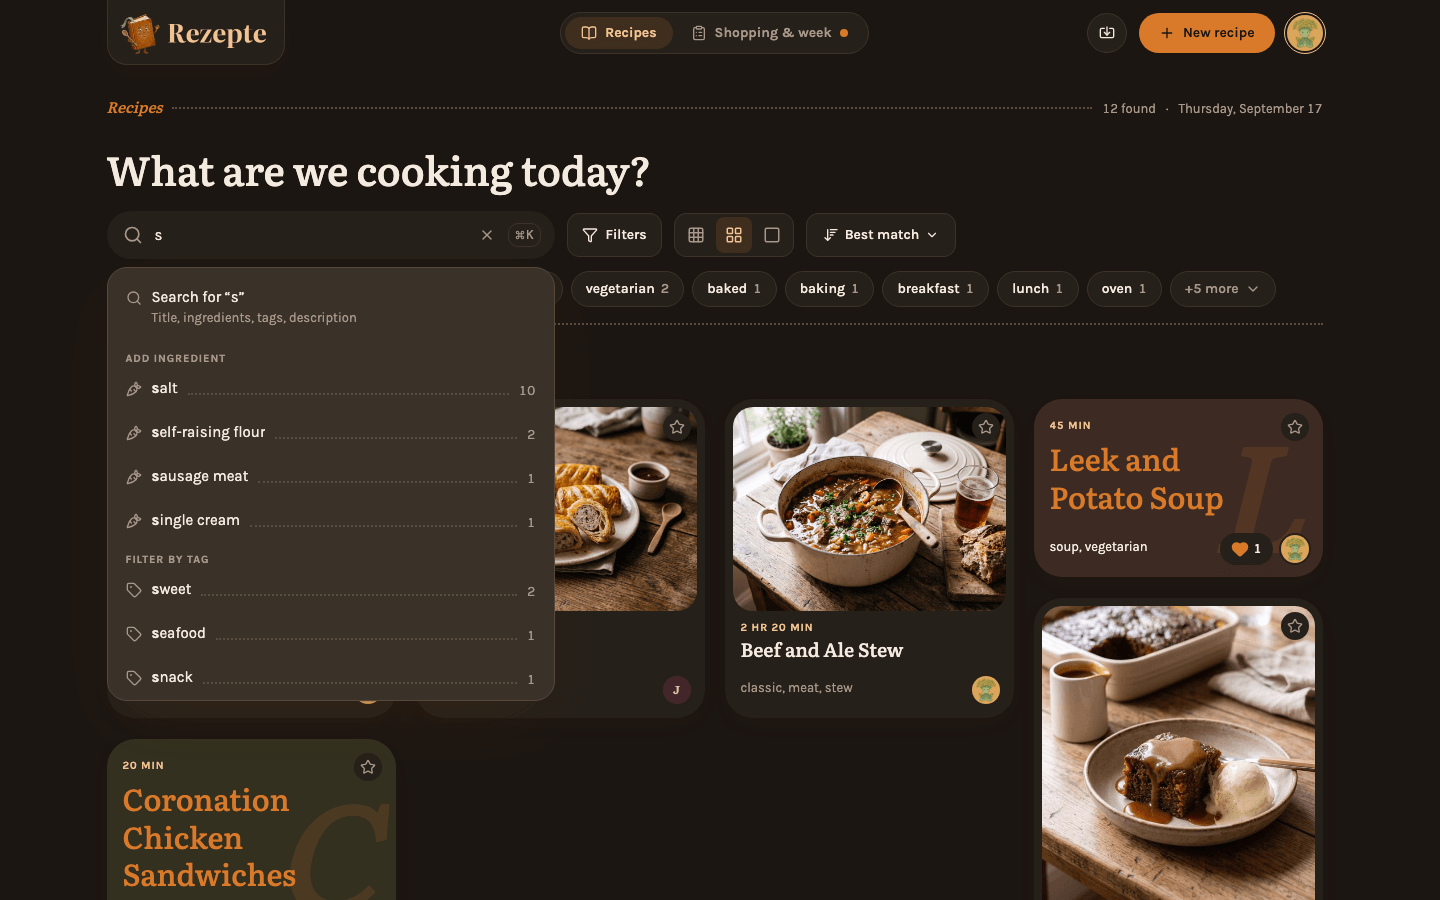 Rezepte
Recipes
Shopping & week
New recipe
Recipes
12 found · Thursday, September 17
What are we cooking today?
s
⌘K
Filters
Best match
Search for “s”
Title, ingredients, tags, description
vegetarian 2
baked 1
baking 1
breakfast 1
lunch 1
oven 1
+5 more
ADD INGREDIENT
salt 10
self-raising flour 2
sausage meat 1
single cream 1
FILTER BY TAG
sweet 2
seafood 1
snack 1
J
2 HR 20 MIN
Beef and Ale Stew
classic, meat, stew
45 MIN
Leek and
Potato Soup
L
soup, vegetarian
1
20 MIN
Coronation
Chicken
Sandwiches
C